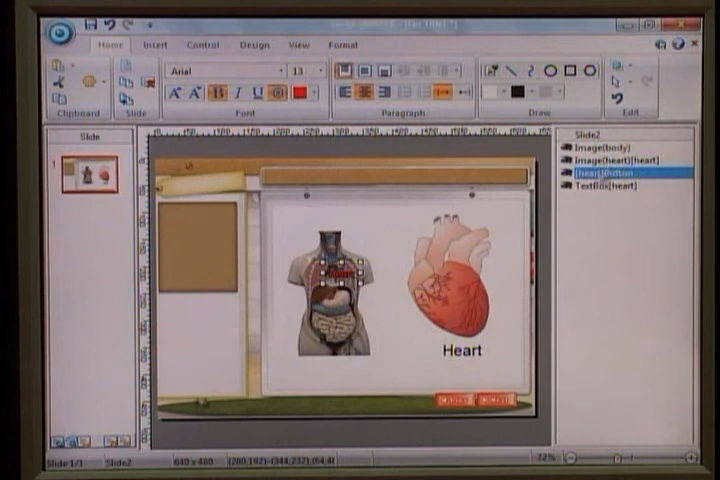 Home Insert Control Design View Format
Arial 13
B I U
Clipboard Slide Font Paragraph Draw Edit
Slide
1
Slide2
Image(body)
Image(heart)[heart]
[heart]Button
TextBox[heart]
Heart
Slide 1/1 Slide2 640 x 480 72%